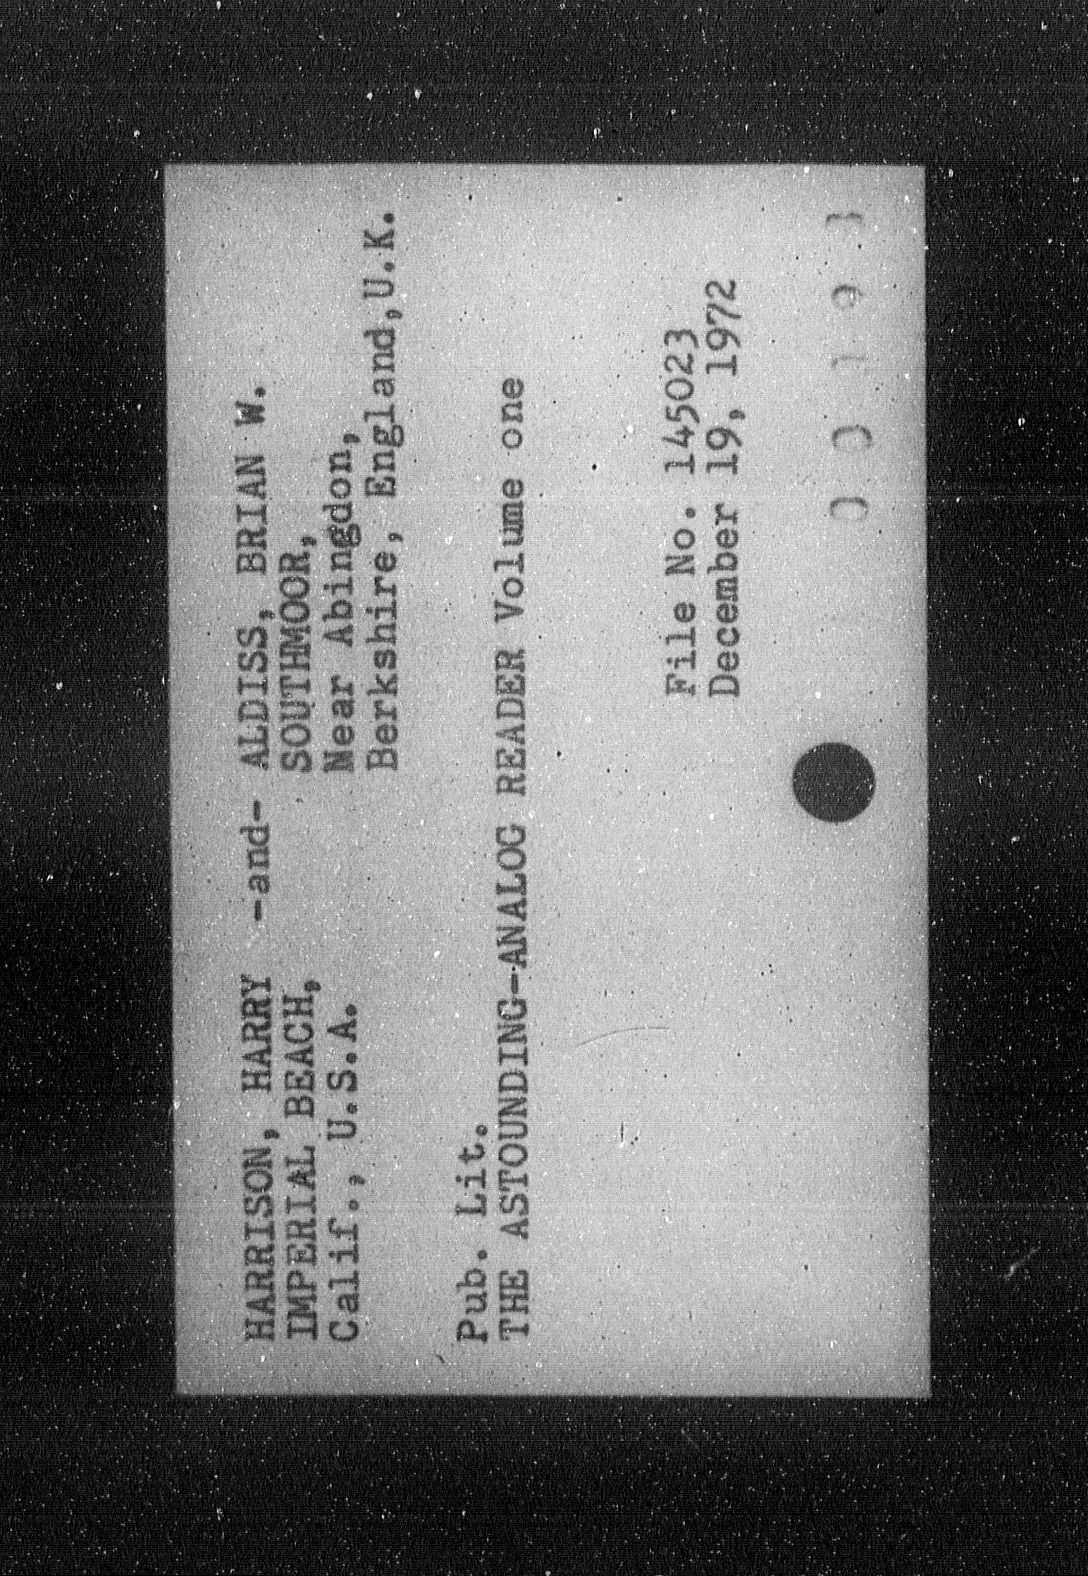 HARRISON, HARRY -and- ALDISS, BRIAN W.
IMPERIAL BEACH, SOUTHMOOR,
Calif., U.S.A. Near Abingdon,
Berkshire, England,U.K.
Pub. Lit.
THE ASTOUNDING-ANALOG READER Volume one
File No. 145023
December 19, 1972
00193